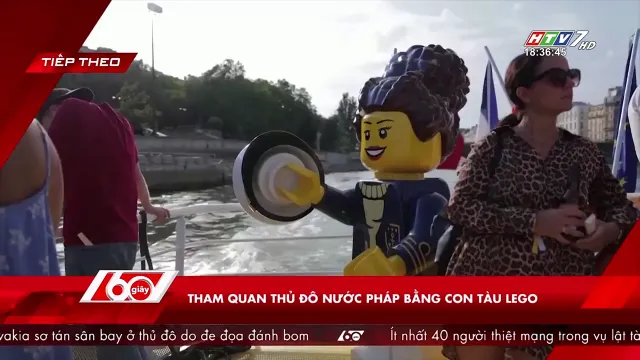 TIẾP THEO
HTV7 HD
18:36:45
60 giây
THAM QUAN THỦ ĐÔ NƯỚC PHÁP BẰNG CON TÀU LEGO
vakia sơ tán sân bay ở thủ đô do đe dọa đánh bom 60 Ít nhất 40 người thiệt mạng trong vụ lật tà